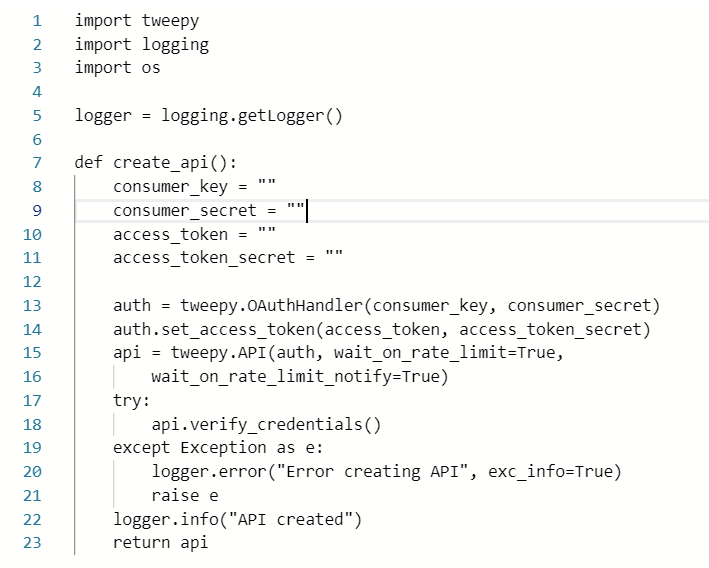 1 import tweepy
2 import logging
3 import os
4
5 logger = logging.getLogger()
6
7 def create_api():
8     consumer_key = ""
9     consumer_secret = ""
10     access_token = ""
11     access_token_secret = ""
12
13     auth = tweepy.OAuthHandler(consumer_key, consumer_secret)
14     auth.set_access_token(access_token, access_token_secret)
15     api = tweepy.API(auth, wait_on_rate_limit=True,
16         wait_on_rate_limit_notify=True)
17     try:
18         api.verify_credentials()
19     except Exception as e:
20         logger.error("Error creating API", exc_info=True)
21         raise e
22     logger.info("API created")
23     return api